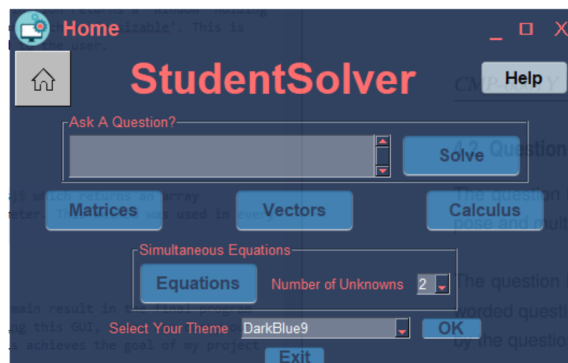 Home
StudentSolver
Help
Ask A Question?
Solve
Matrices Vectors Calculus
Simultaneous Equations
Equations Number of Unknowns 2
Select Your Theme DarkBlue9 OK
Exit